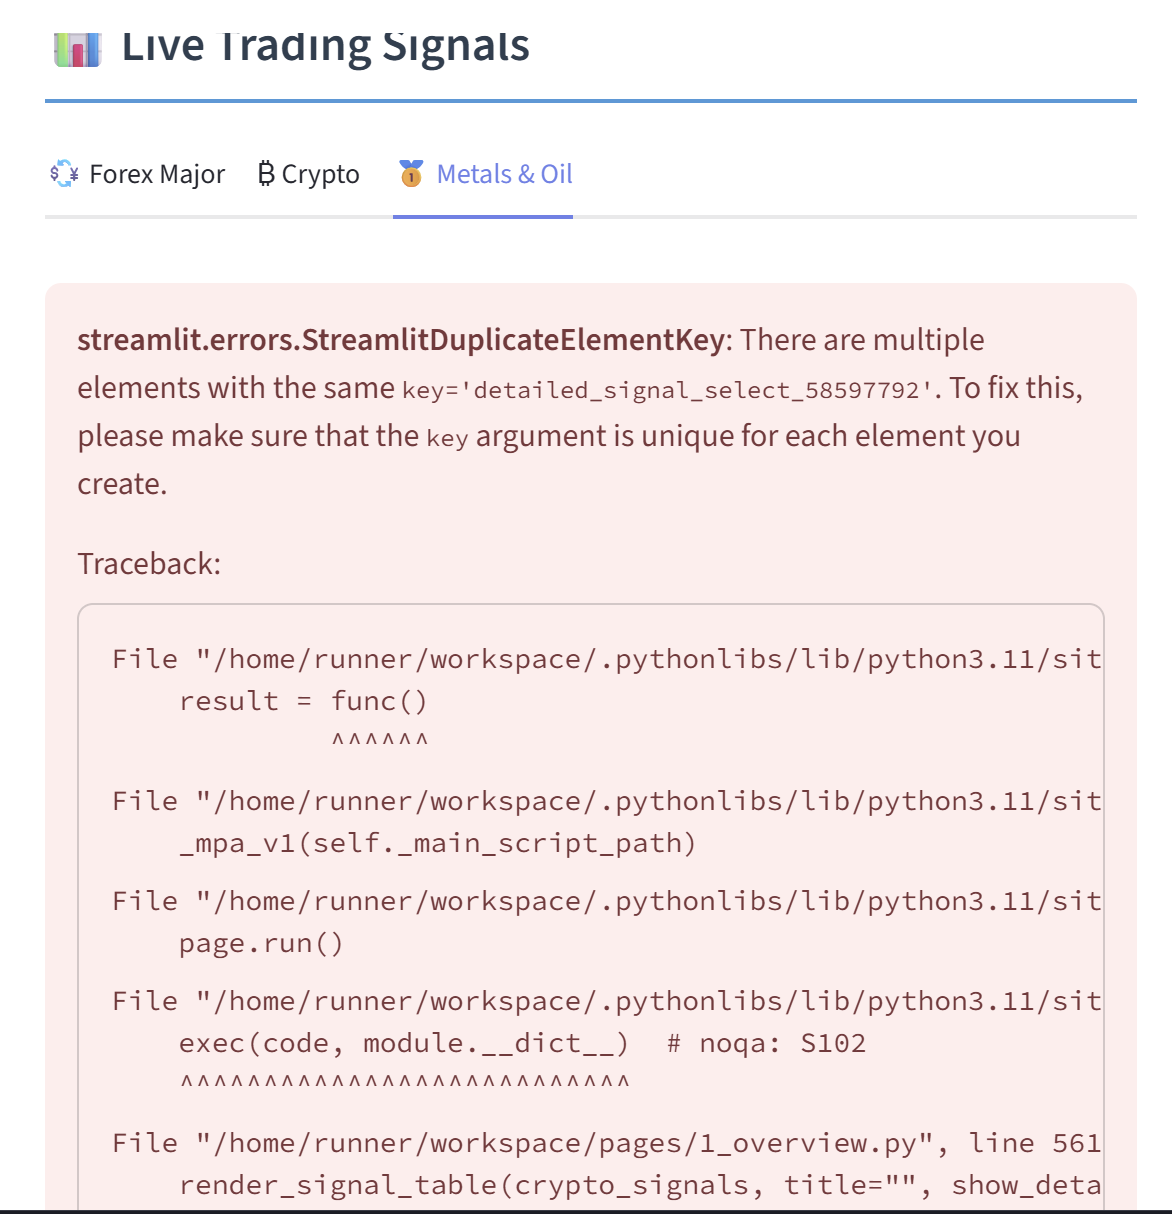 Live Trading Signals
Forex Major
₿ Crypto
Metals & Oil
streamlit.errors.StreamlitDuplicateElementKey: There are multiple
elements with the same key='detailed_signal_select_58597792'. To fix this,
please make sure that the key argument is unique for each element you
create.
Traceback:
File "/home/runner/workspace/.pythonlibs/lib/python3.11/sit
result = func()
^^^^^^
File "/home/runner/workspace/.pythonlibs/lib/python3.11/sit
_mpa_v1(self._main_script_path)
File "/home/runner/workspace/.pythonlibs/lib/python3.11/sit
page.run()
File "/home/runner/workspace/.pythonlibs/lib/python3.11/sit
exec(code, module.__dict__)  # noqa: S102
^^^^^^^^^^^^^^^^^^^^^^^^^^^
File "/home/runner/workspace/pages/1_overview.py", line 561
render_signal_table(crypto_signals, title="", show_deta